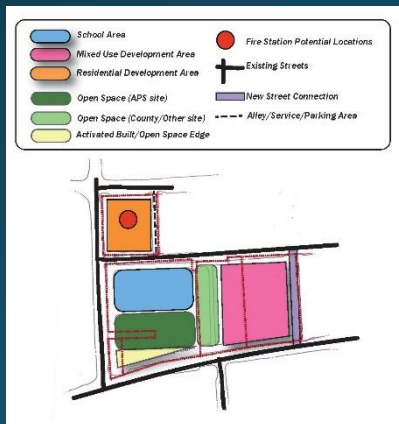 School Area
Mixed Use Development Area
Residential Development Area
Open Space (APS site)
Open Space (County/Other site)
Activated Built/Open Space Edge
Fire Station Potential Locations
Existing Streets
New Street Connection
Alley/Service/Parking Area